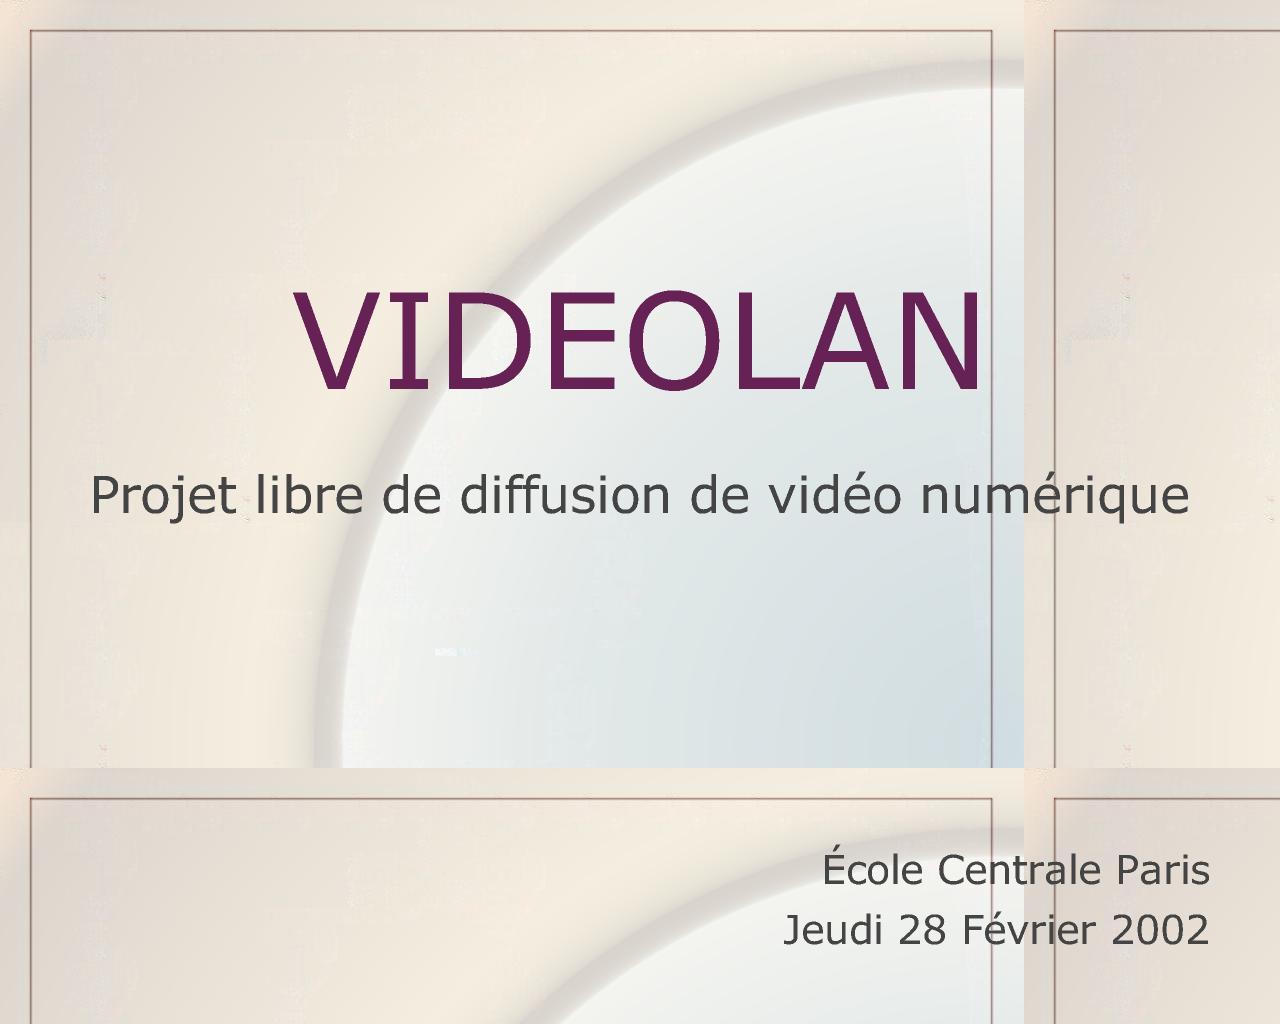 VIDEOLAN
Projet libre de diffusion de vidéo numérique
École Centrale Paris
Jeudi 28 Février 2002